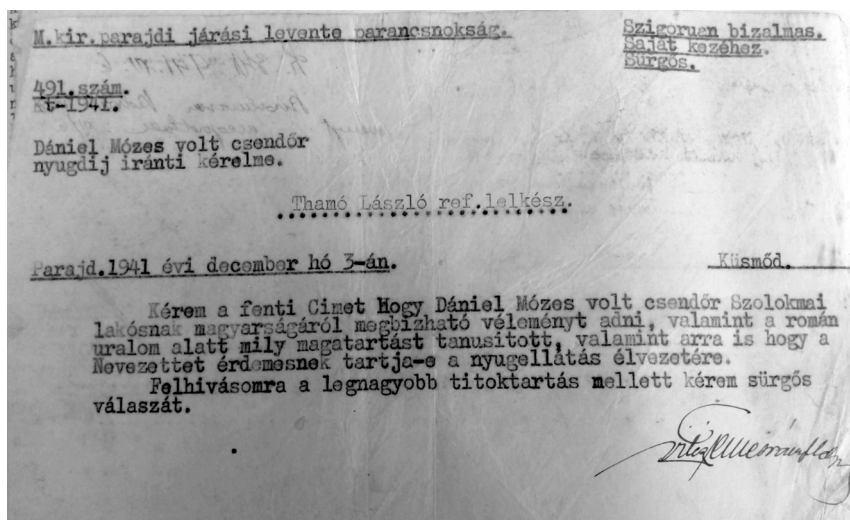 M.kir.parajdi járási levente parancsnokság.
Szigoruan bizalmas.
Saját kezéhez.
Sürgős.
491.szám.
Kt-1941.
Dániel Mózes volt csendőr
nyugdij iránti kérelme.
Thamó László ref.lelkész.
Parajd.1941 évi december hó 3-án.
Küsmőd.
Kérem a fenti Cimet Hogy Dániel Mózes volt csendőr Szolokmai
lakósnak magyarságáról megbizható véleményt adni, valamint a román
uralom alatt mily magatartást tanusitott, valamint arra is hogy a
Nevezettet érdemesnek tartja-e a nyugellátás élvezetére.
Felhivásomra a legnagyobb titoktartás mellett kérem sürgős
válaszát.
vitéz